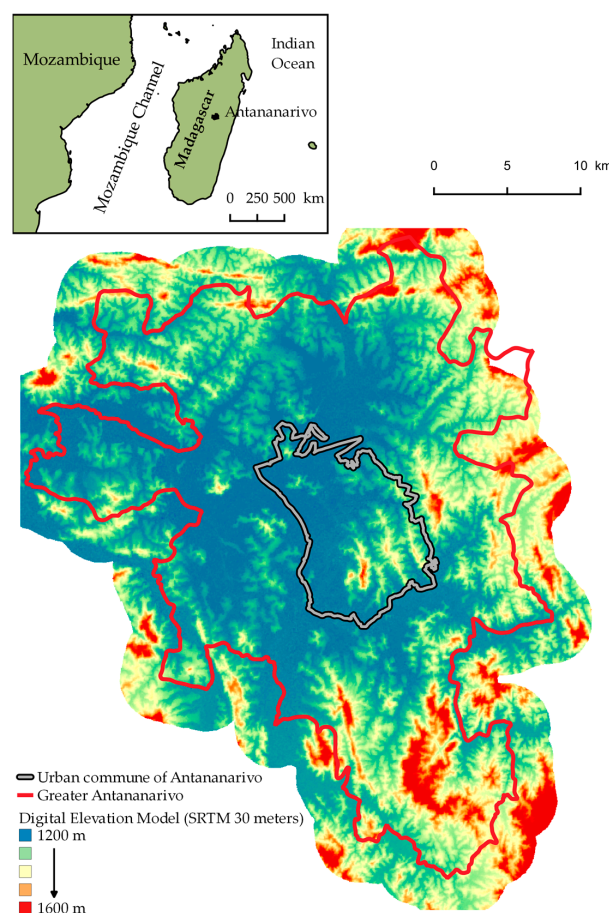 Mozambique
Indian
Ocean
Mozambique Channel
Madagascar
Antananarivo
0 250 500 km
0 5 10 km
Urban commune of Antananarivo
Greater Antananarivo
Digital Elevation Model (SRTM 30 meters)
1200 m
1600 m